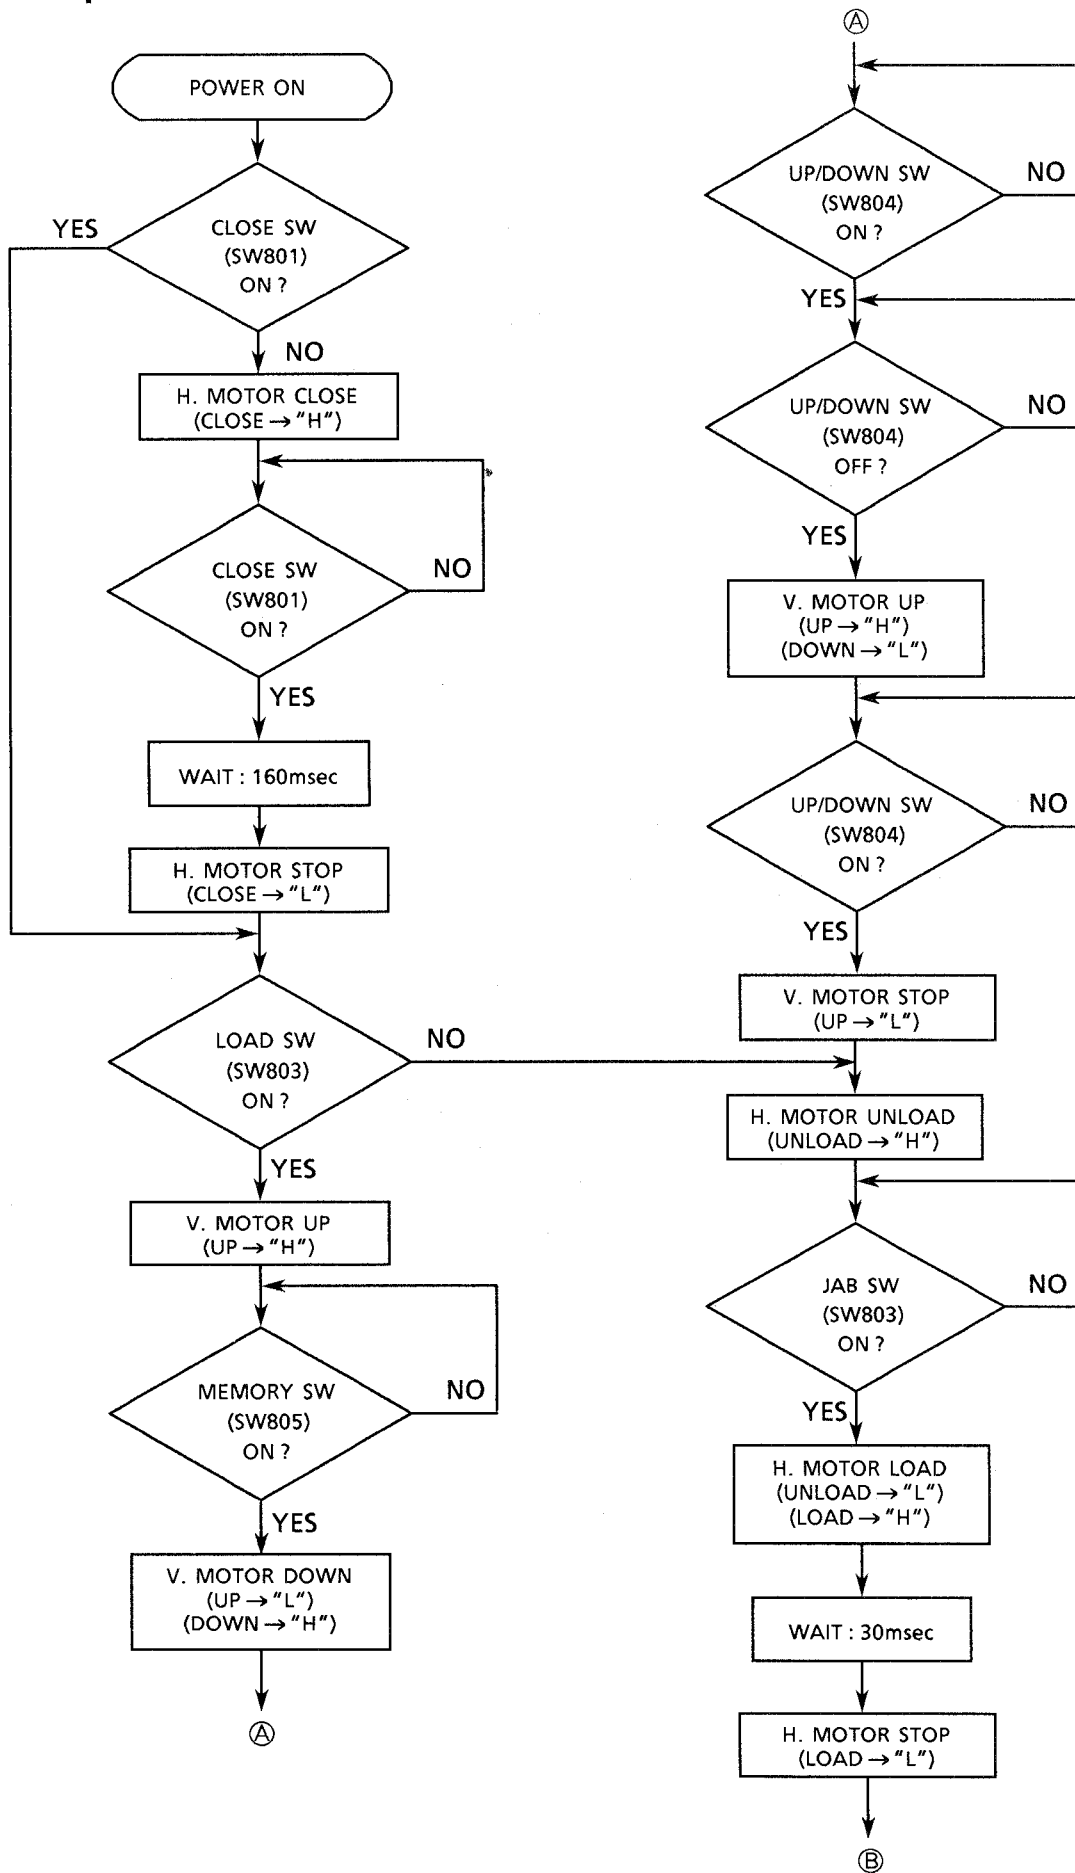 POWER ON
YES
CLOSE SW
(SW801)
ON ?
NO
H. MOTOR CLOSE
(CLOSE → "H")
CLOSE SW
(SW801)
ON ?
NO
YES
WAIT : 160msec
H. MOTOR STOP
(CLOSE → "L")
LOAD SW
(SW803)
ON ?
NO
YES
V. MOTOR UP
(UP → "H")
MEMORY SW
(SW805)
ON ?
NO
YES
V. MOTOR DOWN
(UP → "L")
(DOWN → "H")
Ⓐ
Ⓐ
UP/DOWN SW
(SW804)
ON ?
NO
YES
UP/DOWN SW
(SW804)
OFF ?
NO
YES
V. MOTOR UP
(UP → "H")
(DOWN → "L")
UP/DOWN SW
(SW804)
ON ?
NO
YES
V. MOTOR STOP
(UP → "L")
H. MOTOR UNLOAD
(UNLOAD → "H")
JAB SW
(SW803)
ON ?
NO
YES
H. MOTOR LOAD
(UNLOAD → "L")
(LOAD → "H")
WAIT : 30msec
H. MOTOR STOP
(LOAD → "L")
Ⓑ